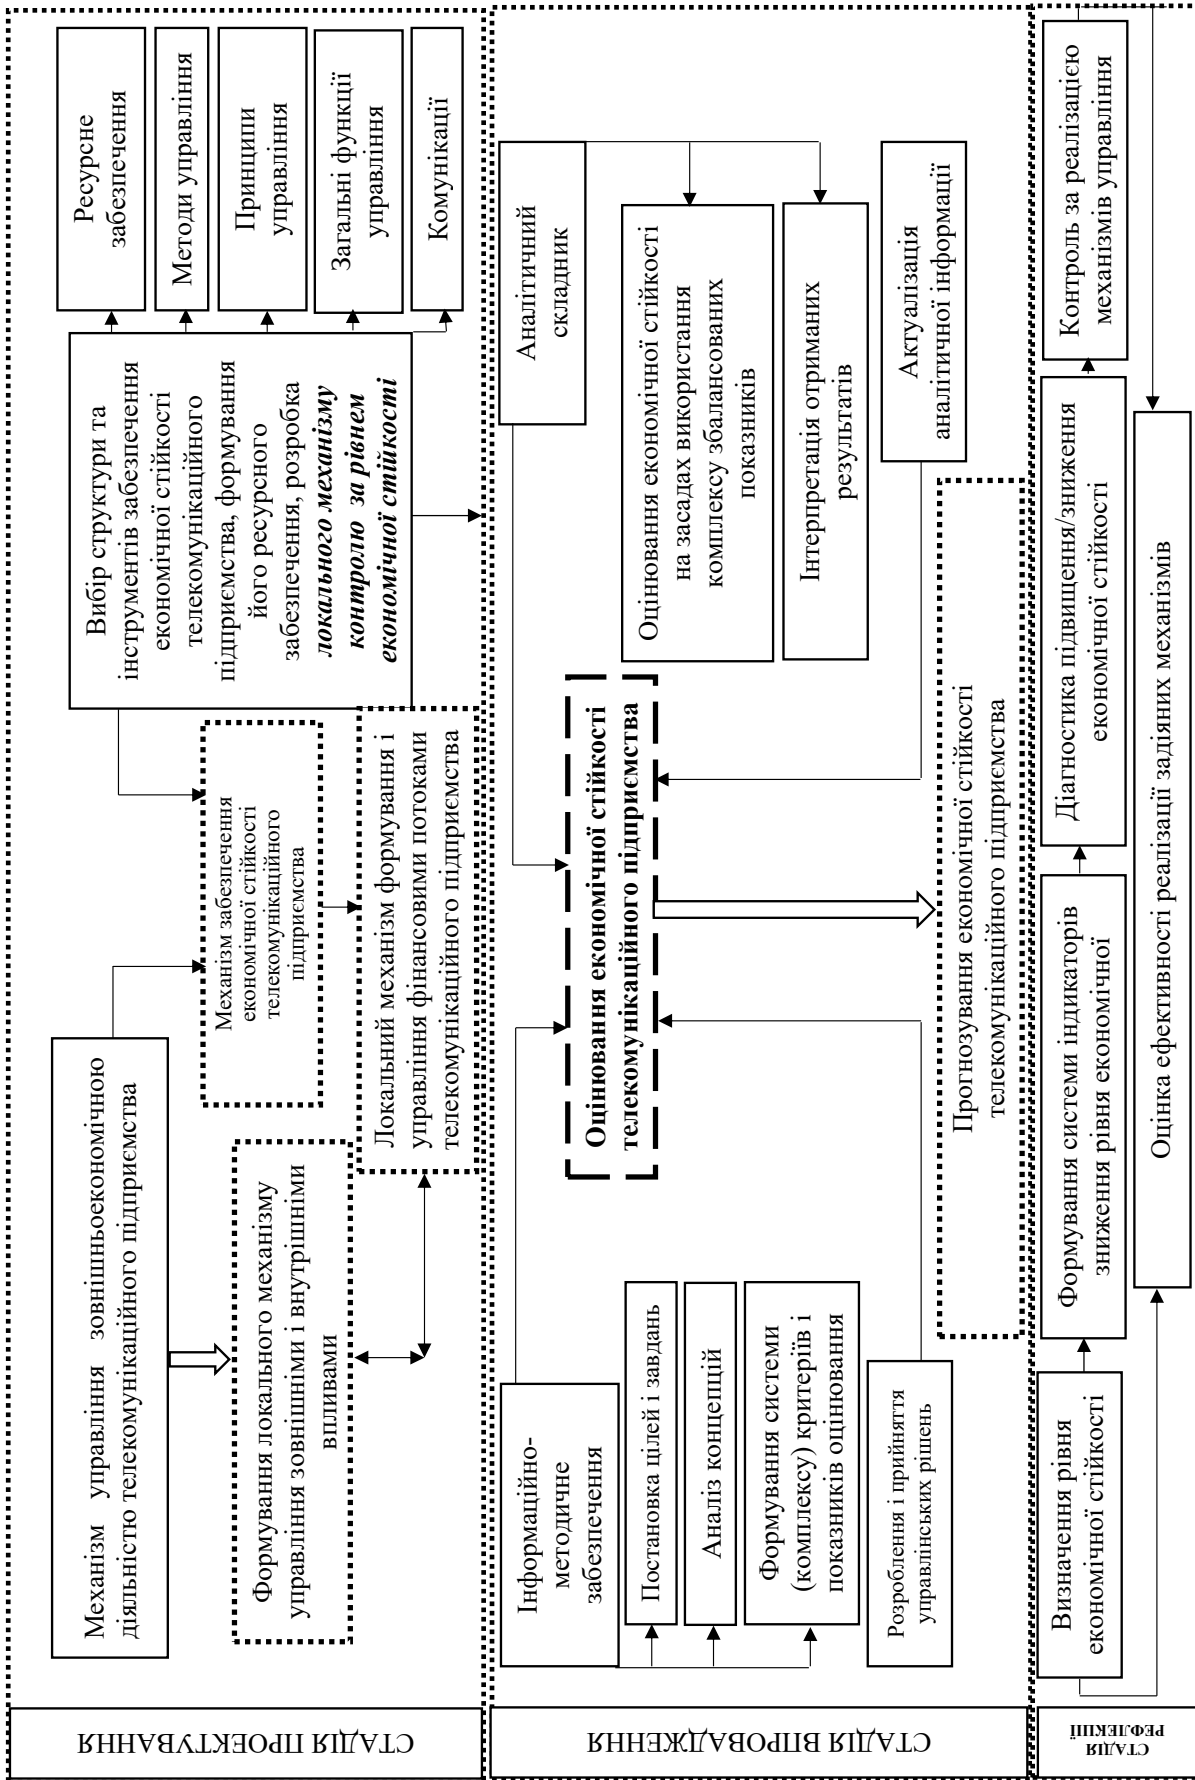 СТАДІЯ ПРОЕКТУВАННЯ
Механізм управління зовнішньоекономічною
діяльністю телекомунікаційного підприємства
Формування локального механізму
управління зовнішніми і внутрішніми
впливами
Механізм забезпечення
економічної стійкості
телекомунікаційного
підприємства
Локальний механізм формування і
управління фінансовими потоками
телекомунікаційного підприємства
Вибір структури та
інструментів забезпечення
економічної стійкості
телекомунікаційного
підприємства, формування
його ресурсного
забезпечення, розробка
локального механізму
контролю за рівнем
економічної стійкості
Ресурсне
забезпечення
Методи управління
Принципи
управління
Загальні функції
управління
Комунікації
СТАДІЯ ВПРОВАДЖЕННЯ
Інформаційно-
методичне
забезпечення
Постановка цілей і завдань
Аналіз концепцій
Формування системи
(комплексу) критеріїв і
показників оцінювання
Розроблення і прийняття
управлінських рішень
Оцінювання економічної стійкості
телекомунікаційного підприємства
Аналітичний
складник
Оцінювання економічної стійкості
на засадах використання
комплексу збалансованих
показників
Інтерпретація отриманих
результатів
Актуалізація
аналітичної інформації
Прогнозування економічної стійкості
телекомунікаційного підприємства
СТАДІЯ
РЕФЛЕКЦІЇ
Визначення рівня
економічної стійкості
Формування системи індикаторів
зниження рівня економічної
Діагностика підвищення/зниження
економічної стійкості
Контроль за реалізацією
механізмів управління
Оцінка ефективності реалізації задіяних механізмів